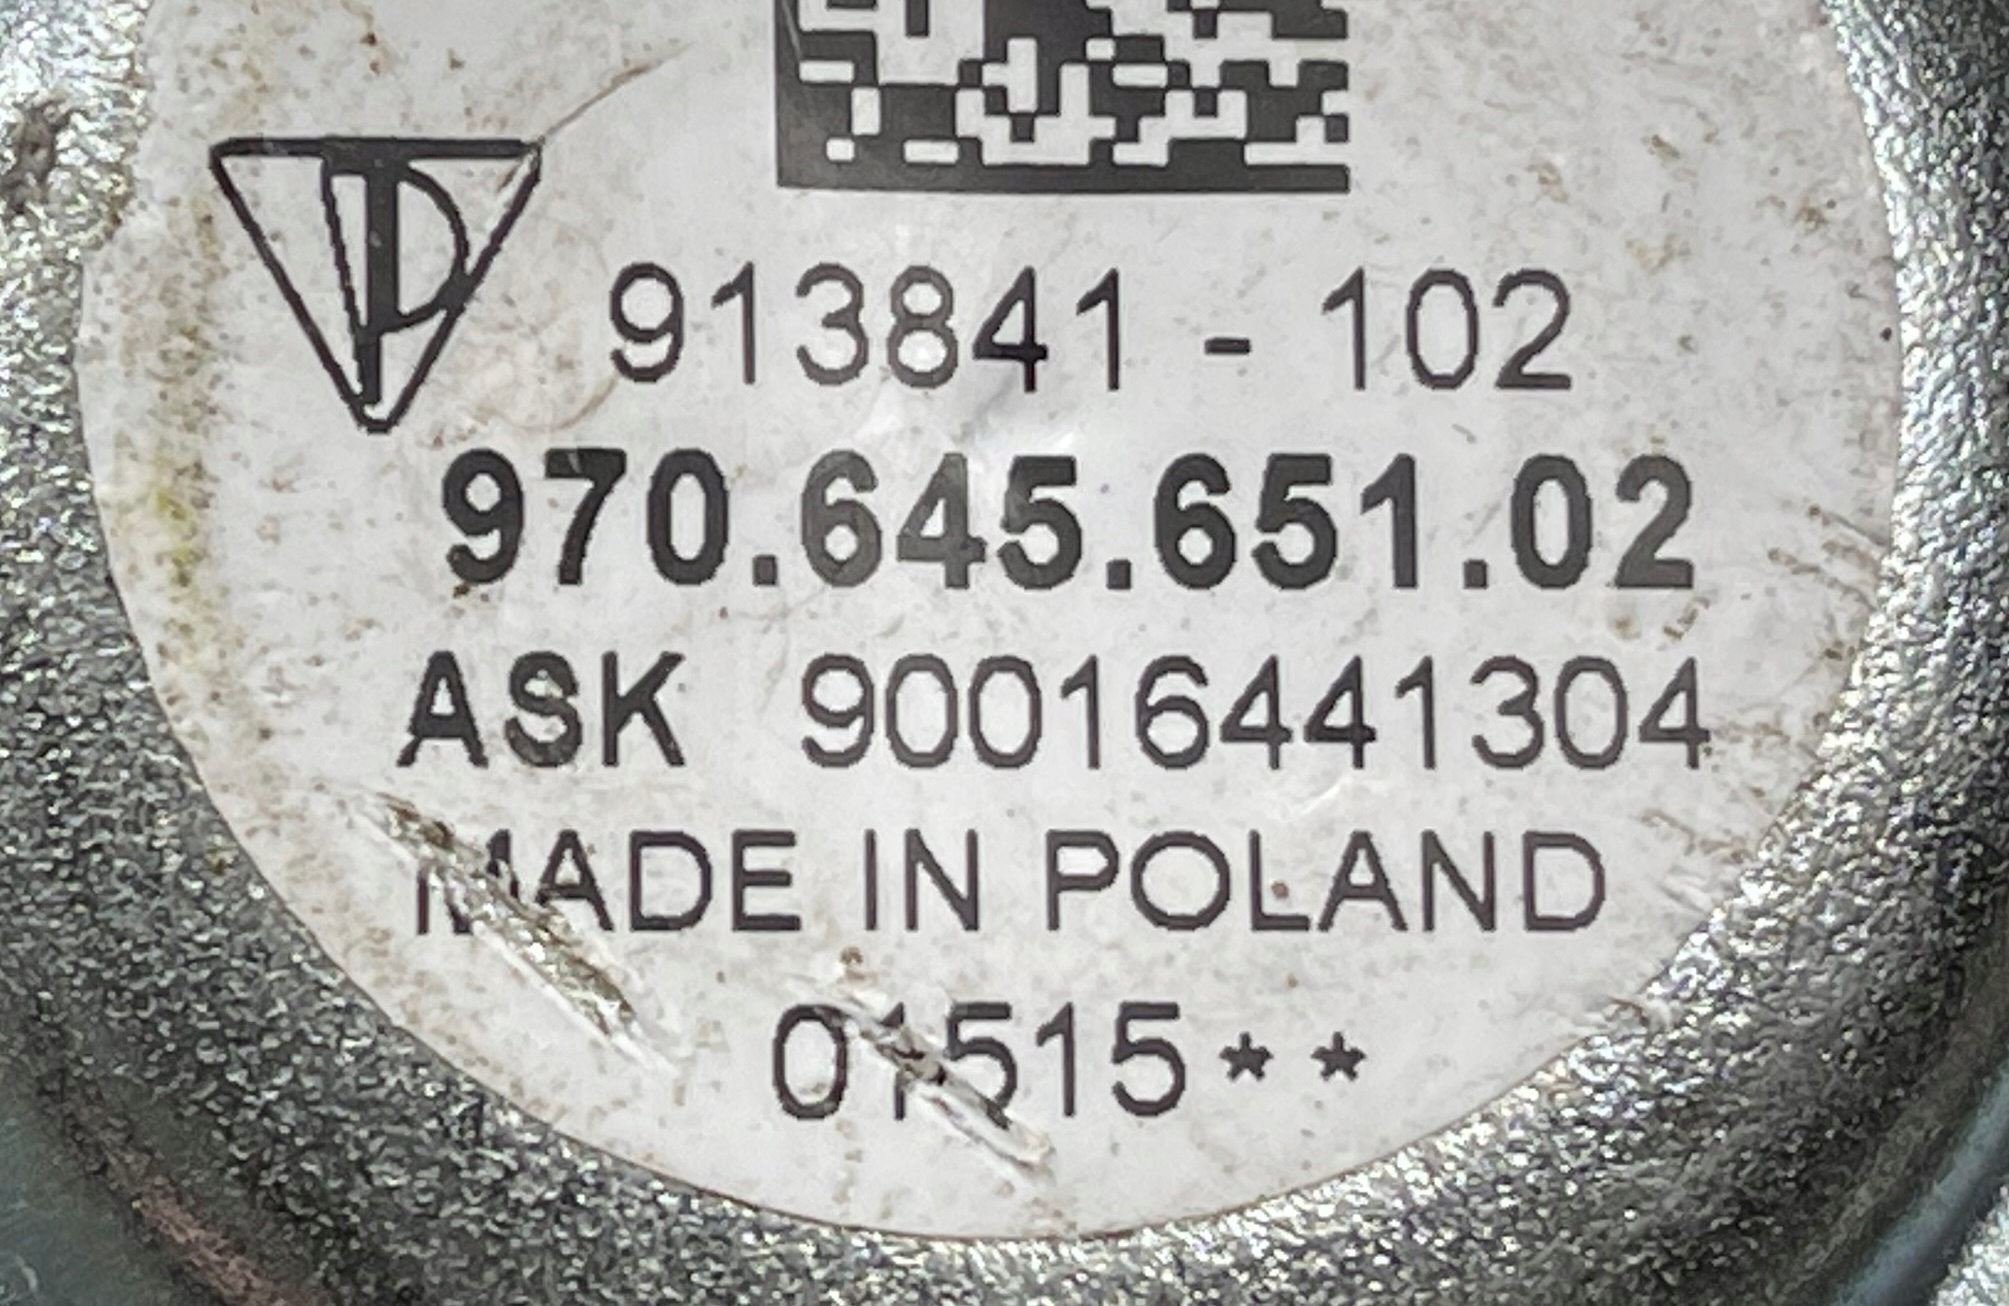 913841 - 102
970.645.651.02
ASK 90016441304
MADE IN POLAND
01515**